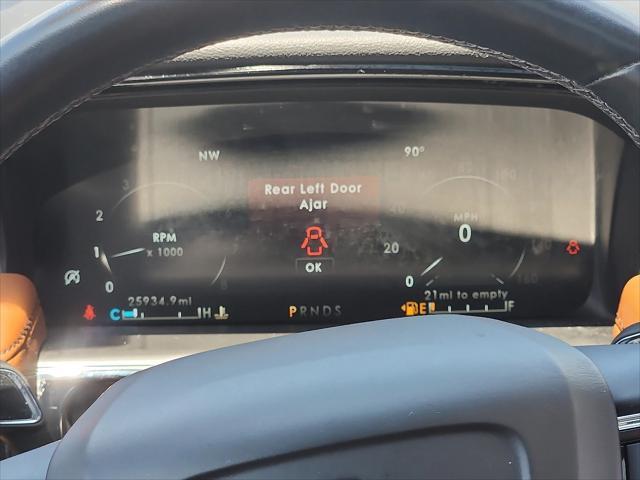 NW
90°
Rear Left Door
Ajar
OK
2
1
0
RPM
x 1000
20
0
MPH
0
160
25934.9mi
21mi to empty
C H
PRNDS
E F